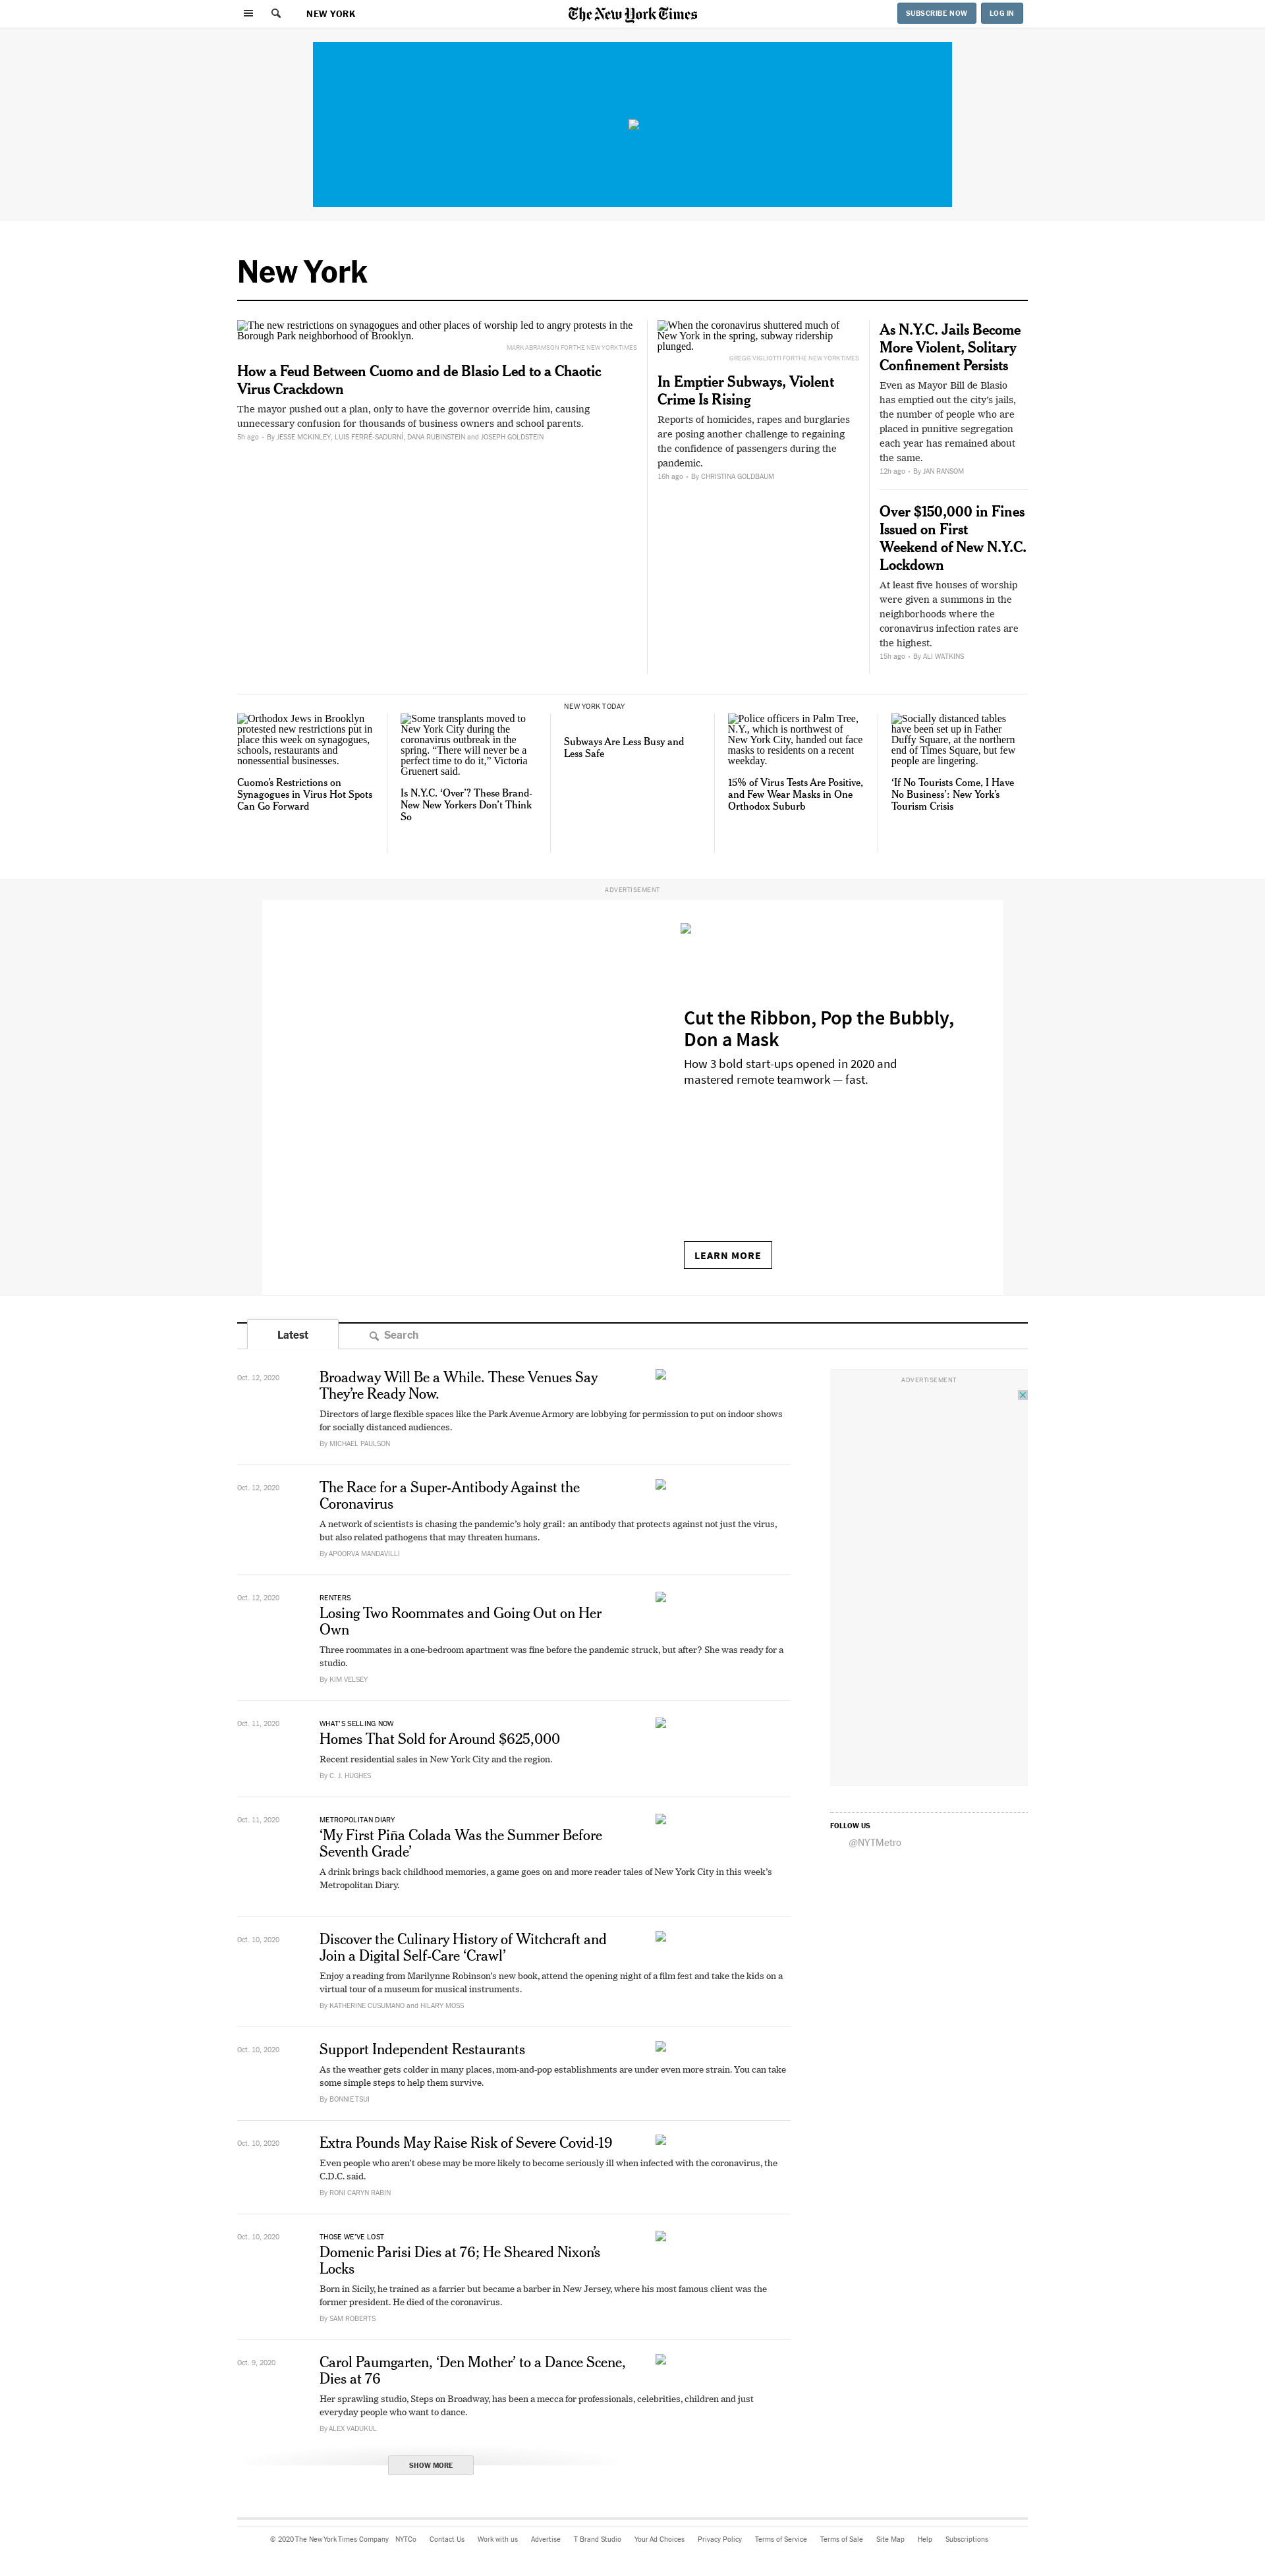 NEW YORK
The New York Times
SUBSCRIBE NOW
LOG IN
New York
The new restrictions on synagogues and other places of worship led to angry protests in the
Borough Park neighborhood of Brooklyn.
MARK ABRAMSON FOR THE NEW YORK TIMES
How a Feud Between Cuomo and de Blasio Led to a Chaotic
Virus Crackdown
The mayor pushed out a plan, only to have the governor override him, causing
unnecessary confusion for thousands of business owners and school parents.
5h ago • By JESSE MCKINLEY, LUIS FERRÉ-SADURNÍ, DANA RUBINSTEIN and JOSEPH GOLDSTEIN
When the coronavirus shuttered much of
New York in the spring, subway ridership
plunged.
GREGG VIGLIOTTI FOR THE NEW YORK TIMES
In Emptier Subways, Violent
Crime Is Rising
Reports of homicides, rapes and burglaries
are posing another challenge to regaining
the confidence of passengers during the
pandemic.
16h ago • By CHRISTINA GOLDBAUM
As N.Y.C. Jails Become
More Violent, Solitary
Confinement Persists
Even as Mayor Bill de Blasio
has emptied out the city's jails,
the number of people who are
placed in punitive segregation
each year has remained about
the same.
12h ago • By JAN RANSOM
Over $150,000 in Fines
Issued on First
Weekend of New N.Y.C.
Lockdown
At least five houses of worship
were given a summons in the
neighborhoods where the
coronavirus infection rates are
the highest.
15h ago • By ALI WATKINS
Orthodox Jews in Brooklyn
protested new restrictions put in
place this week on synagogues,
schools, restaurants and
nonessential businesses.
Cuomo's Restrictions on
Synagogues in Virus Hot Spots
Can Go Forward
Some transplants moved to
New York City during the
coronavirus outbreak in the
spring. “There will never be a
perfect time to do it,” Victoria
Gruenert said.
Is N.Y.C. ‘Over’? These Brand-
New New Yorkers Don’t Think
So
NEW YORK TODAY
Subways Are Less Busy and
Less Safe
Police officers in Palm Tree,
N.Y., which is northwest of
New York City, handed out face
masks to residents on a recent
weekday.
15% of Virus Tests Are Positive,
and Few Wear Masks in One
Orthodox Suburb
Socially distanced tables
have been set up in Father
Duffy Square, at the northern
end of Times Square, but few
people are lingering.
‘If No Tourists Come, I Have
No Business’: New York’s
Tourism Crisis
ADVERTISEMENT
Cut the Ribbon, Pop the Bubbly,
Don a Mask
How 3 bold start-ups opened in 2020 and
mastered remote teamwork — fast.
LEARN MORE
Latest
Search
Oct. 12, 2020
Broadway Will Be a While. These Venues Say
They’re Ready Now.
Directors of large flexible spaces like the Park Avenue Armory are lobbying for permission to put on indoor shows
for socially distanced audiences.
By MICHAEL PAULSON
Oct. 12, 2020
The Race for a Super-Antibody Against the
Coronavirus
A network of scientists is chasing the pandemic’s holy grail: an antibody that protects against not just the virus,
but also related pathogens that may threaten humans.
By APOORVA MANDAVILLI
Oct. 12, 2020
RENTERS
Losing Two Roommates and Going Out on Her
Own
Three roommates in a one-bedroom apartment was fine before the pandemic struck, but after? She was ready for a
studio.
By KIM VELSEY
Oct. 11, 2020
WHAT’S SELLING NOW
Homes That Sold for Around $625,000
Recent residential sales in New York City and the region.
By C. J. HUGHES
Oct. 11, 2020
METROPOLITAN DIARY
‘My First Piña Colada Was the Summer Before
Seventh Grade’
A drink brings back childhood memories, a game goes on and more reader tales of New York City in this week’s
Metropolitan Diary.
Oct. 10, 2020
Discover the Culinary History of Witchcraft and
Join a Digital Self-Care ‘Crawl’
Enjoy a reading from Marilynne Robinson’s new book, attend the opening night of a film fest and take the kids on a
virtual tour of a museum for musical instruments.
By KATHERINE CUSUMANO and HILARY MOSS
Oct. 10, 2020
Support Independent Restaurants
As the weather gets colder in many places, mom-and-pop establishments are under even more strain. You can take
some simple steps to help them survive.
By BONNIE TSUI
Oct. 10, 2020
Extra Pounds May Raise Risk of Severe Covid-19
Even people who aren’t obese may be more likely to become seriously ill when infected with the coronavirus, the
C.D.C. said.
By RONI CARYN RABIN
Oct. 10, 2020
THOSE WE’VE LOST
Domenic Parisi Dies at 76; He Sheared Nixon’s
Locks
Born in Sicily, he trained as a farrier but became a barber in New Jersey, where his most famous client was the
former president. He died of the coronavirus.
By SAM ROBERTS
Oct. 9, 2020
Carol Paumgarten, ‘Den Mother’ to a Dance Scene,
Dies at 76
Her sprawling studio, Steps on Broadway, has been a mecca for professionals, celebrities, children and just
everyday people who want to dance.
By ALEX VADUKUL
SHOW MORE
ADVERTISEMENT
FOLLOW US
@NYTMetro
© 2020 The New York Times Company NYTCo Contact Us Work with us Advertise T Brand Studio Your Ad Choices Privacy Policy Terms of Service Terms of Sale Site Map Help Subscriptions